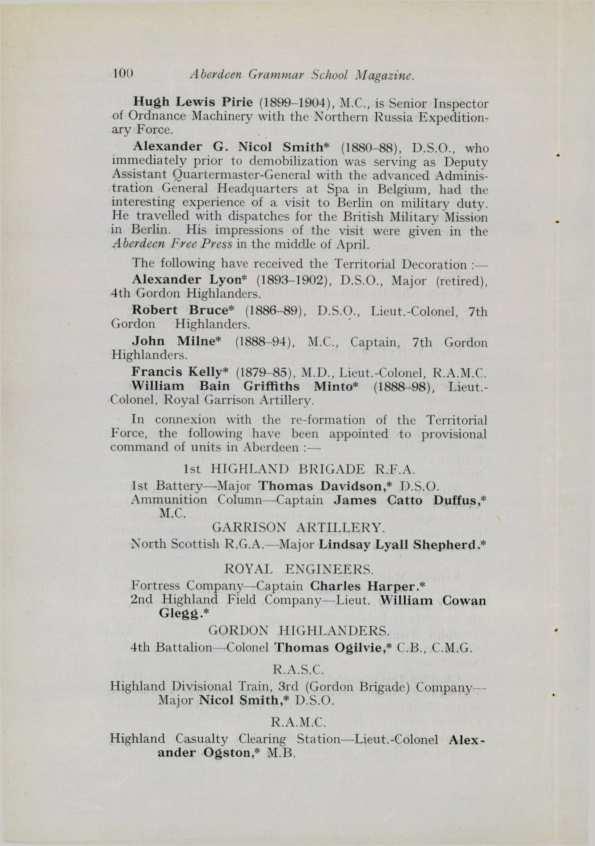 100 Aberdeen Grammar School Magazine.
Hugh Lewis Pirie (1899–1904), M.C., is Senior Inspector
of Ordnance Machinery with the Northern Russia Expedition-
ary Force.
Alexander G. Nicol Smith* (1880–88), D.S.O., who
immediately prior to demobilization was serving as Deputy
Assistant Quartermaster-General with the advanced Adminis-
tration General Headquarters at Spa in Belgium, had the
interesting experience of a visit to Berlin on military duty.
He travelled with dispatches for the British Military Mission
in Berlin. His impressions of the visit were given in the
Aberdeen Free Press in the middle of April.
The following have received the Territorial Decoration :—
Alexander Lyon* (1893–1902), D.S.O., Major (retired),
4th Gordon Highlanders.
Robert Bruce* (1886–89), D.S.O., Lieut.-Colonel, 7th
Gordon Highlanders.
John Milne* (1888–94), M.C., Captain, 7th Gordon
Highlanders.
Francis Kelly* (1879–85), M.D., Lieut.-Colonel, R.A.M.C.
William Bain Griffiths Minto* (1888–98), Lieut.-
Colonel, Royal Garrison Artillery.
In connexion with the re-formation of the Territorial
Force, the following have been appointed to provisional
command of units in Aberdeen :—
1st HIGHLAND BRIGADE R.F.A.
1st Battery—Major Thomas Davidson,* D.S.O.
Ammunition Column—Captain James Catto Duffus,*
M.C.
GARRISON ARTILLERY.
North Scottish R.G.A.—Major Lindsay Lyall Shepherd.*
ROYAL ENGINEERS.
Fortress Company—Captain Charles Harper.*
2nd Highland Field Company—Lieut. William Cowan
Glegg.*
GORDON HIGHLANDERS.
4th Battalion—Colonel Thomas Ogilvie,* C.B., C.M.G.
R.A.S.C.
Highland Divisional Train, 3rd (Gordon Brigade) Company—
Major Nicol Smith,* D.S.O.
R.A.M.C.
Highland Casualty Clearing Station—Lieut.-Colonel Alex-
ander Ogston,* M.B.